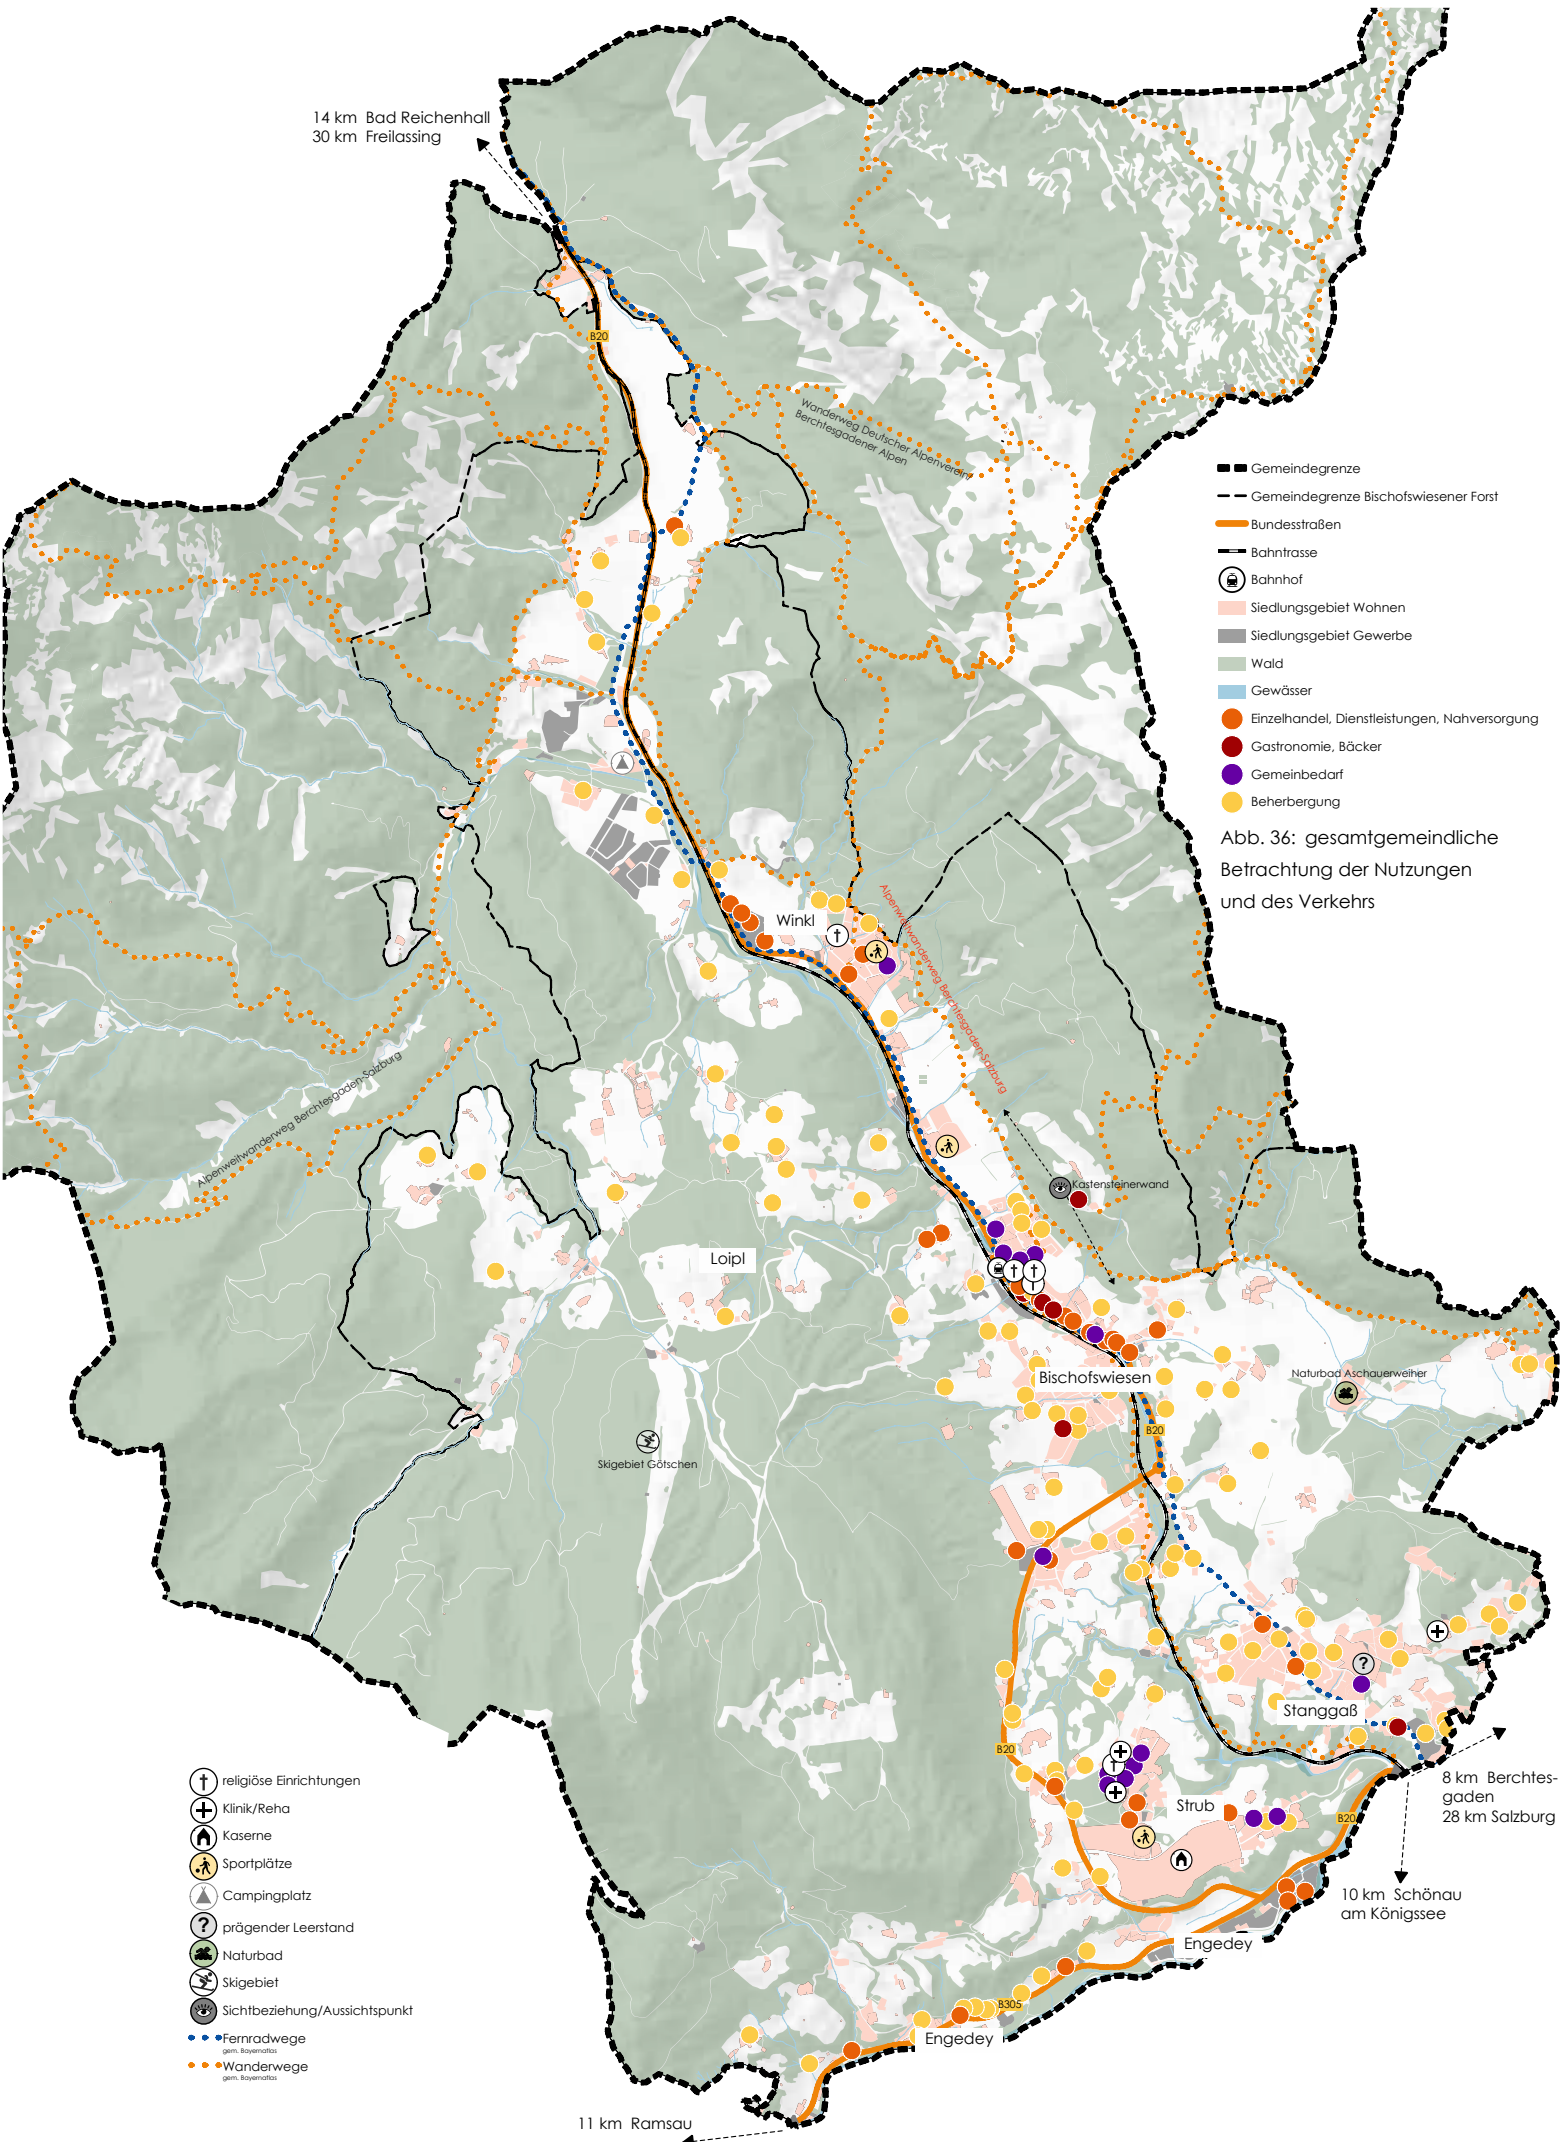 14 km Bad Reichenhall
30 km Freilassing
B20
Wanderweg Deutscher Alpenverein/
Berchtesgadener Alpen
Gemeindegrenze
Gemeindegrenze Bischofswiesener Forst
Bundesstraßen
Bahntrasse
Bahnhof
Siedlungsgebiet Wohnen
Siedlungsgebiet Gewerbe
Wald
Gewässer
Einzelhandel, Dienstleistungen, Nahversorgung
Gastronomie, Bäcker
Gemeinbedarf
Beherbergung
Abb. 36: gesamtgemeindliche
Betrachtung der Nutzungen
und des Verkehrs
Winkl
Alpenweitwanderweg Berchtesgaden-Salzburg
Alpenweitwanderweg Berchtesgaden-Salzburg
Kastensteinerwand
Loipl
Bischofswiesen
Naturbad Aschauerweiher
B20
Skigebiet Götschen
?
Stanggaß
B20
8 km Berchtes-
gaden
28 km Salzburg
Strub
B20
10 km Schönau
am Königssee
Engedey
B305
Engedey
11 km Ramsau
religiöse Einrichtungen
Klinik/Reha
Kaserne
Sportplätze
Campingplatz
? prägender Leerstand
Naturbad
Skigebiet
Sichtbeziehung/Aussichtspunkt
Fernradwege
gem. Bayernatlas
Wanderwege
gem. Bayernatlas